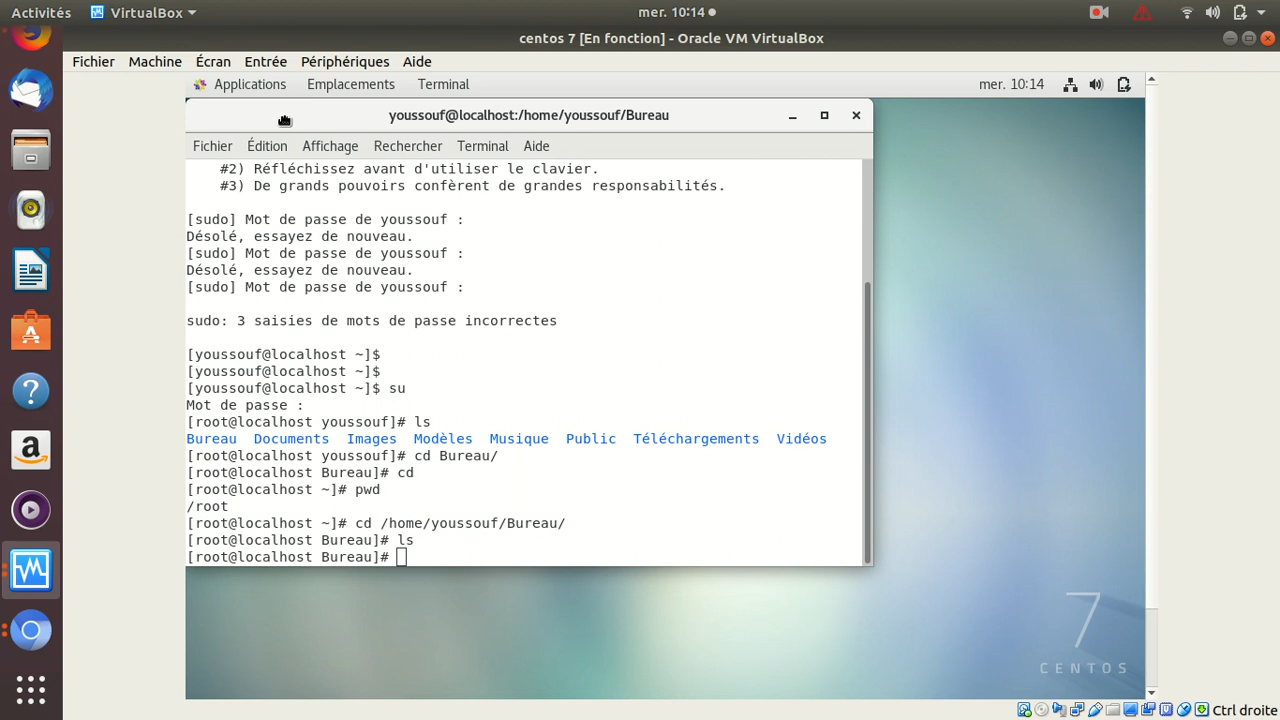 Activités VirtualBox mer. 10:14
centos 7 [En fonction] - Oracle VM VirtualBox
Fichier Machine Écran Entrée Périphériques Aide
Applications Emplacements Terminal mer. 10:14
youssouf@localhost:/home/youssouf/Bureau
Fichier Édition Affichage Rechercher Terminal Aide
#2) Réfléchissez avant d'utiliser le clavier.
#3) De grands pouvoirs confèrent de grandes responsabilités.
[sudo] Mot de passe de youssouf :
Désolé, essayez de nouveau.
[sudo] Mot de passe de youssouf :
Désolé, essayez de nouveau.
[sudo] Mot de passe de youssouf :
sudo: 3 saisies de mots de passe incorrectes
[youssouf@localhost ~]$
[youssouf@localhost ~]$
[youssouf@localhost ~]$ su
Mot de passe :
[root@localhost youssouf]# ls
Bureau Documents Images Modèles Musique Public Téléchargements Vidéos
[root@localhost youssouf]# cd Bureau/
[root@localhost Bureau]# cd
[root@localhost ~]# pwd
/root
[root@localhost ~]# cd /home/youssouf/Bureau/
[root@localhost Bureau]# ls
[root@localhost Bureau]#
7
CENTOS
Ctrl droite